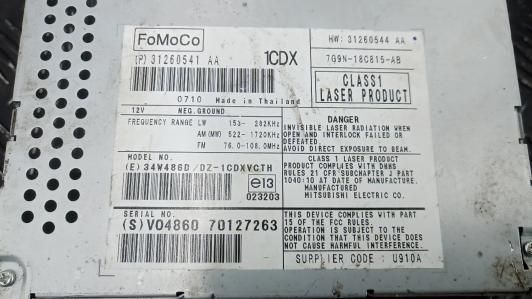 FoMoCo
1CDX
HW: 31260544 AA
(P) 31260541 AA
7G9N-18C815-AB
CLASS1
LASER PRODUCT
0710 Made in Thailand
12V NEG.GROUND
FREQUENCY RANGE LW 153- 282KHz
AM(MW) 522- 1720KHz
FM 76.0-108.0MHz
DANGER
INVISIBLE LASER RADIATION WHEN
OPEN AND INTERLOCK FAILED OR
DEFEATED.
AVOID DIRECT EXPOSURE TO BEAM.
MODEL NO.
(E) 34W486D/DZ-1CDXVCTH
e13
023203
CLASS 1 LASER PRODUCT
PRODUCT COMPLIES WITH DHHS
RULES 21 CFR SUBCHAPTER J PART
1040:10 AT DATE OF MANUFACTURE.
MANUFACTURED:
MITSUBISHI ELECTRIC CO.
SERIAL NO.
(S)VO4860 70127263
THIS DEVICE COMPLIES WITH PART
15 OF THE FCC RULES.
OPERATION IS SUBJECT TO THE
CONDITION THAT THIS DEVICE DOES
NOT CAUSE HARMFUL INTERFERENCE.
SUPPLIER CODE : U910A